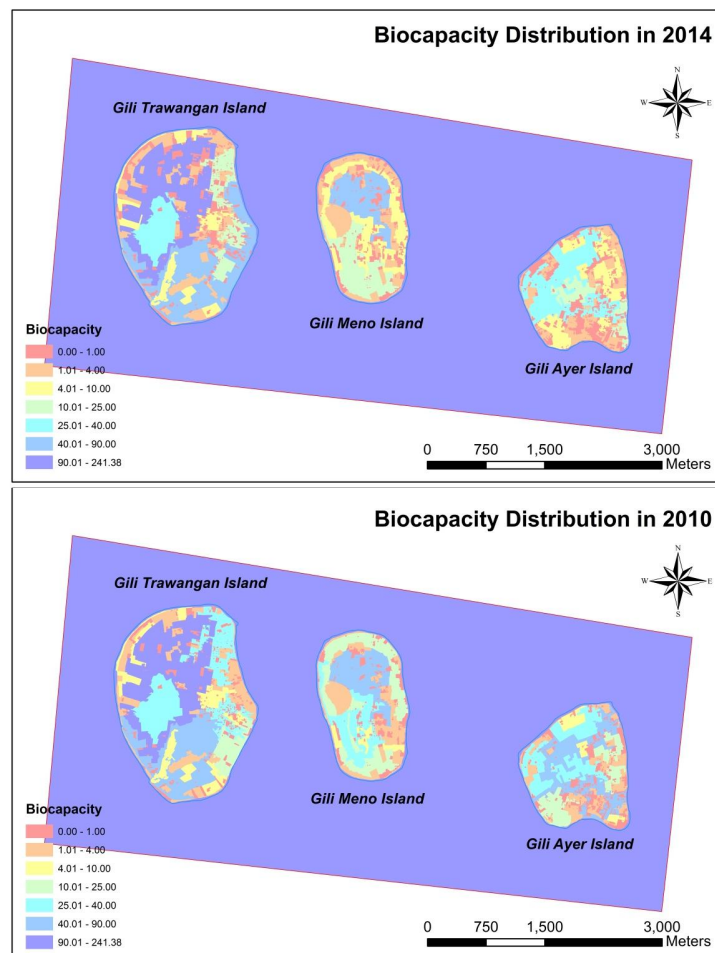 Biocapacity Distribution in 2014
N
W E
S
Gili Trawangan Island
Gili Meno Island
Gili Ayer Island
Biocapacity
0.00 - 1.00
1.01 - 4.00
4.01 - 10.00
10.01 - 25.00
25.01 - 40.00
40.01 - 90.00
90.01 - 241.38
0 750 1,500 3,000
Meters
Biocapacity Distribution in 2010
N
W E
S
Gili Trawangan Island
Gili Meno Island
Gili Ayer Island
Biocapacity
0.00 - 1.00
1.01 - 4.00
4.01 - 10.00
10.01 - 25.00
25.01 - 40.00
40.01 - 90.00
90.01 - 241.38
0 750 1,500 3,000
Meters